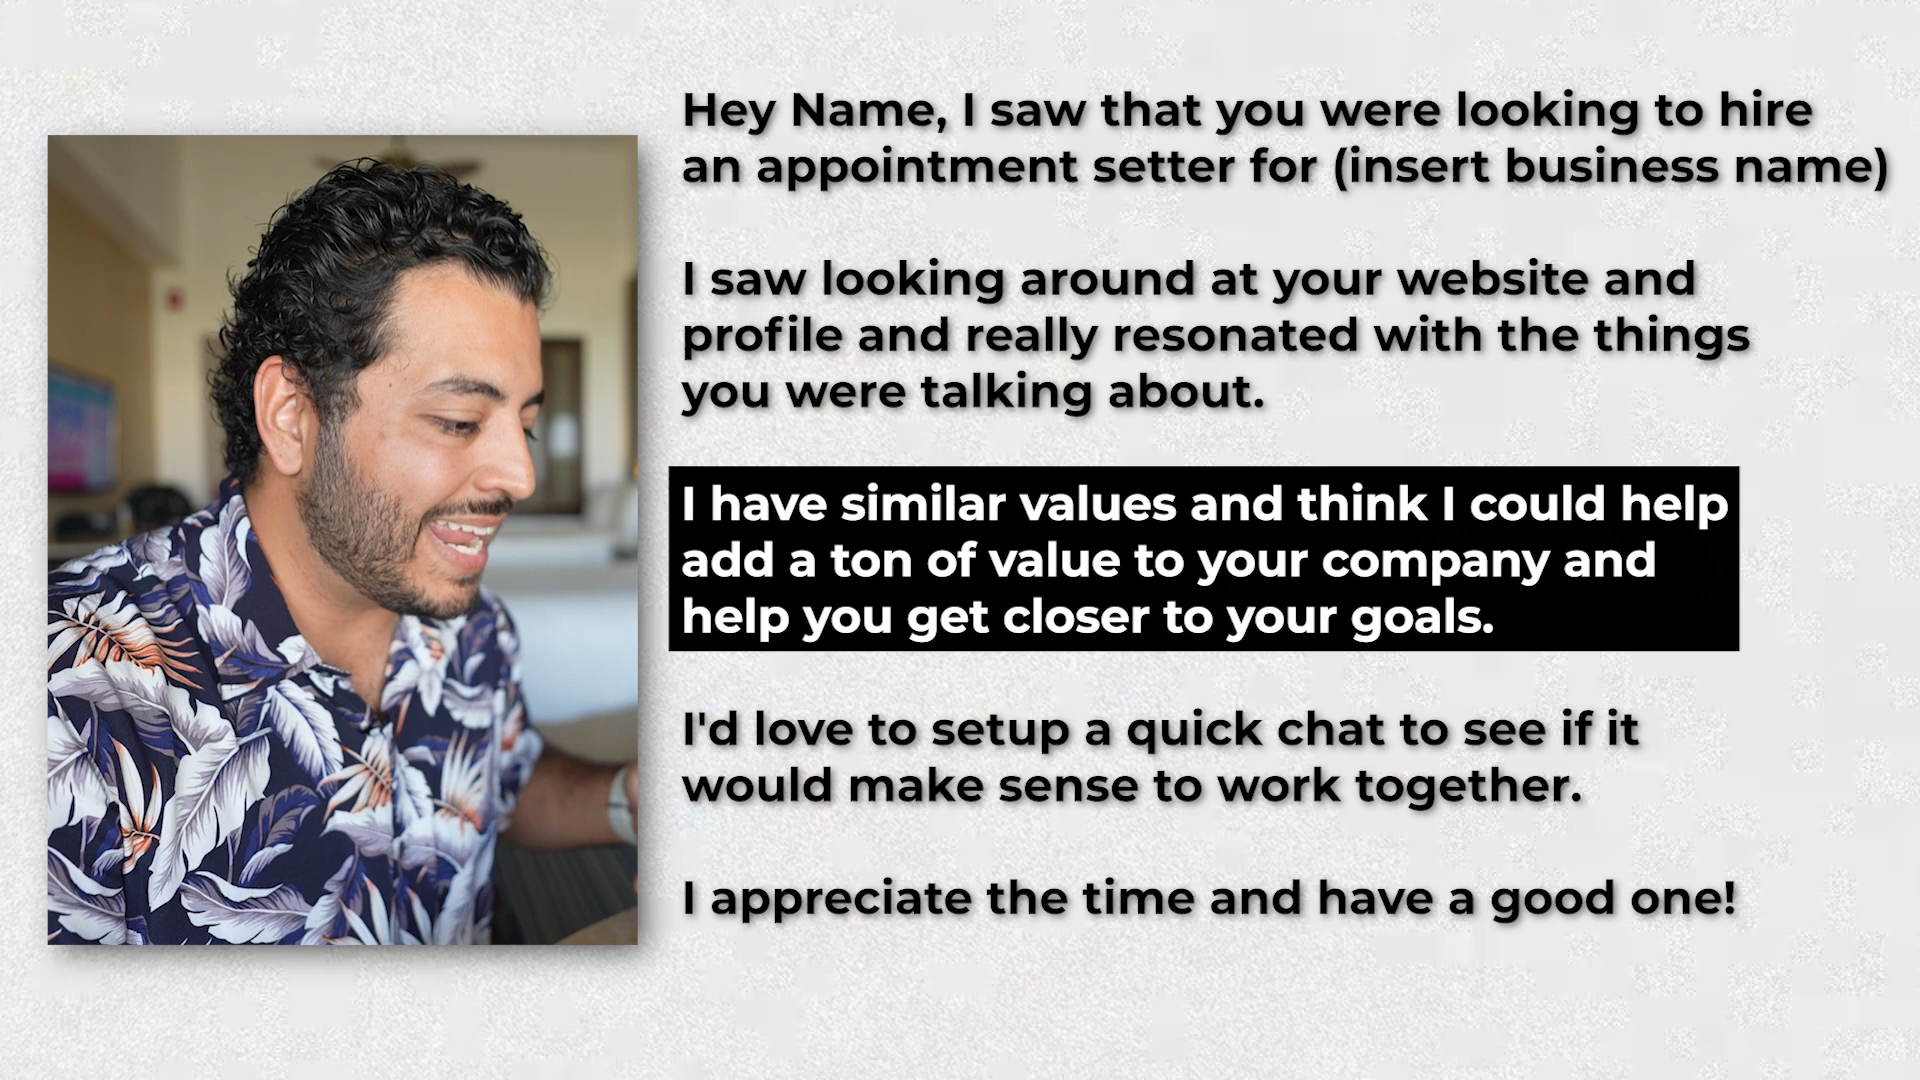 Hey Name, I saw that you were looking to hire
an appointment setter for (insert business name)
I saw looking around at your website and
profile and really resonated with the things
you were talking about.
I have similar values and think I could help
add a ton of value to your company and
help you get closer to your goals.
I'd love to setup a quick chat to see if it
would make sense to work together.
I appreciate the time and have a good one!